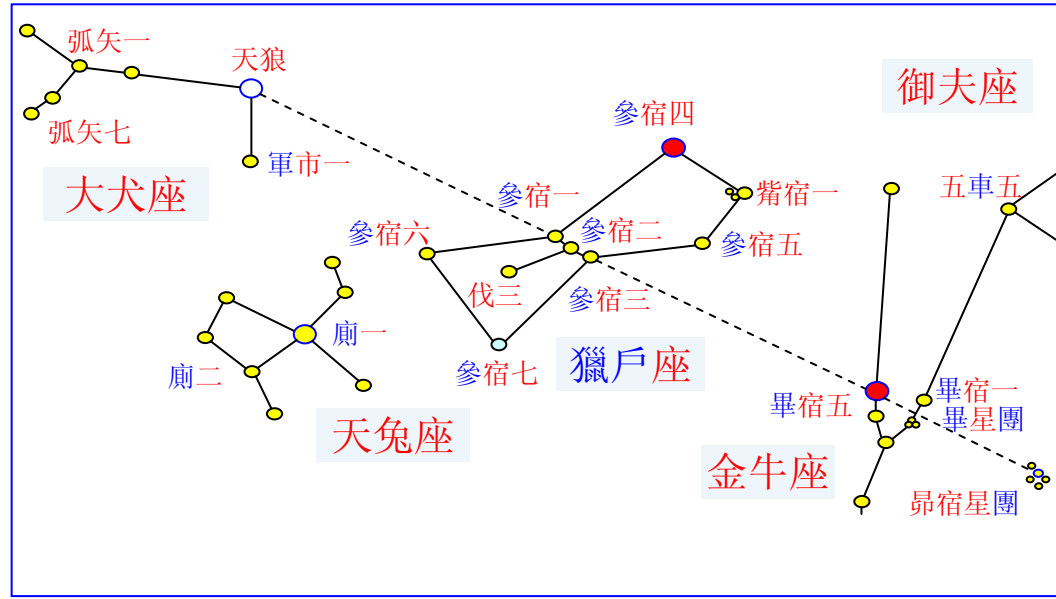 弧矢一
天狼
御夫座
參宿四
弧矢七
軍市一
大犬座
參宿一
紫宿一
五車五
參宿六
參宿二
參宿五
伐三
參宿三
廁一
參宿七
獵戶座
廁二
畢宿五
畢宿一
畢星團
天兔座
金牛座
昴宿星團